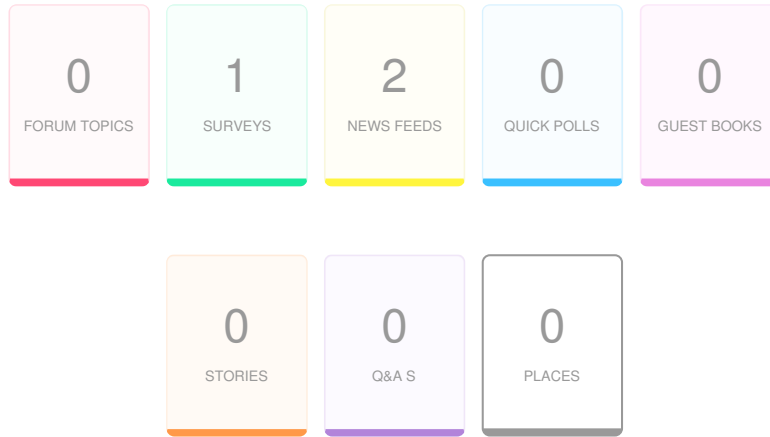 0 1 2 0 0
FORUM TOPICS SURVEYS NEWS FEEDS QUICK POLLS GUEST BOOKS
0 0 0
STORIES Q&A S PLACES